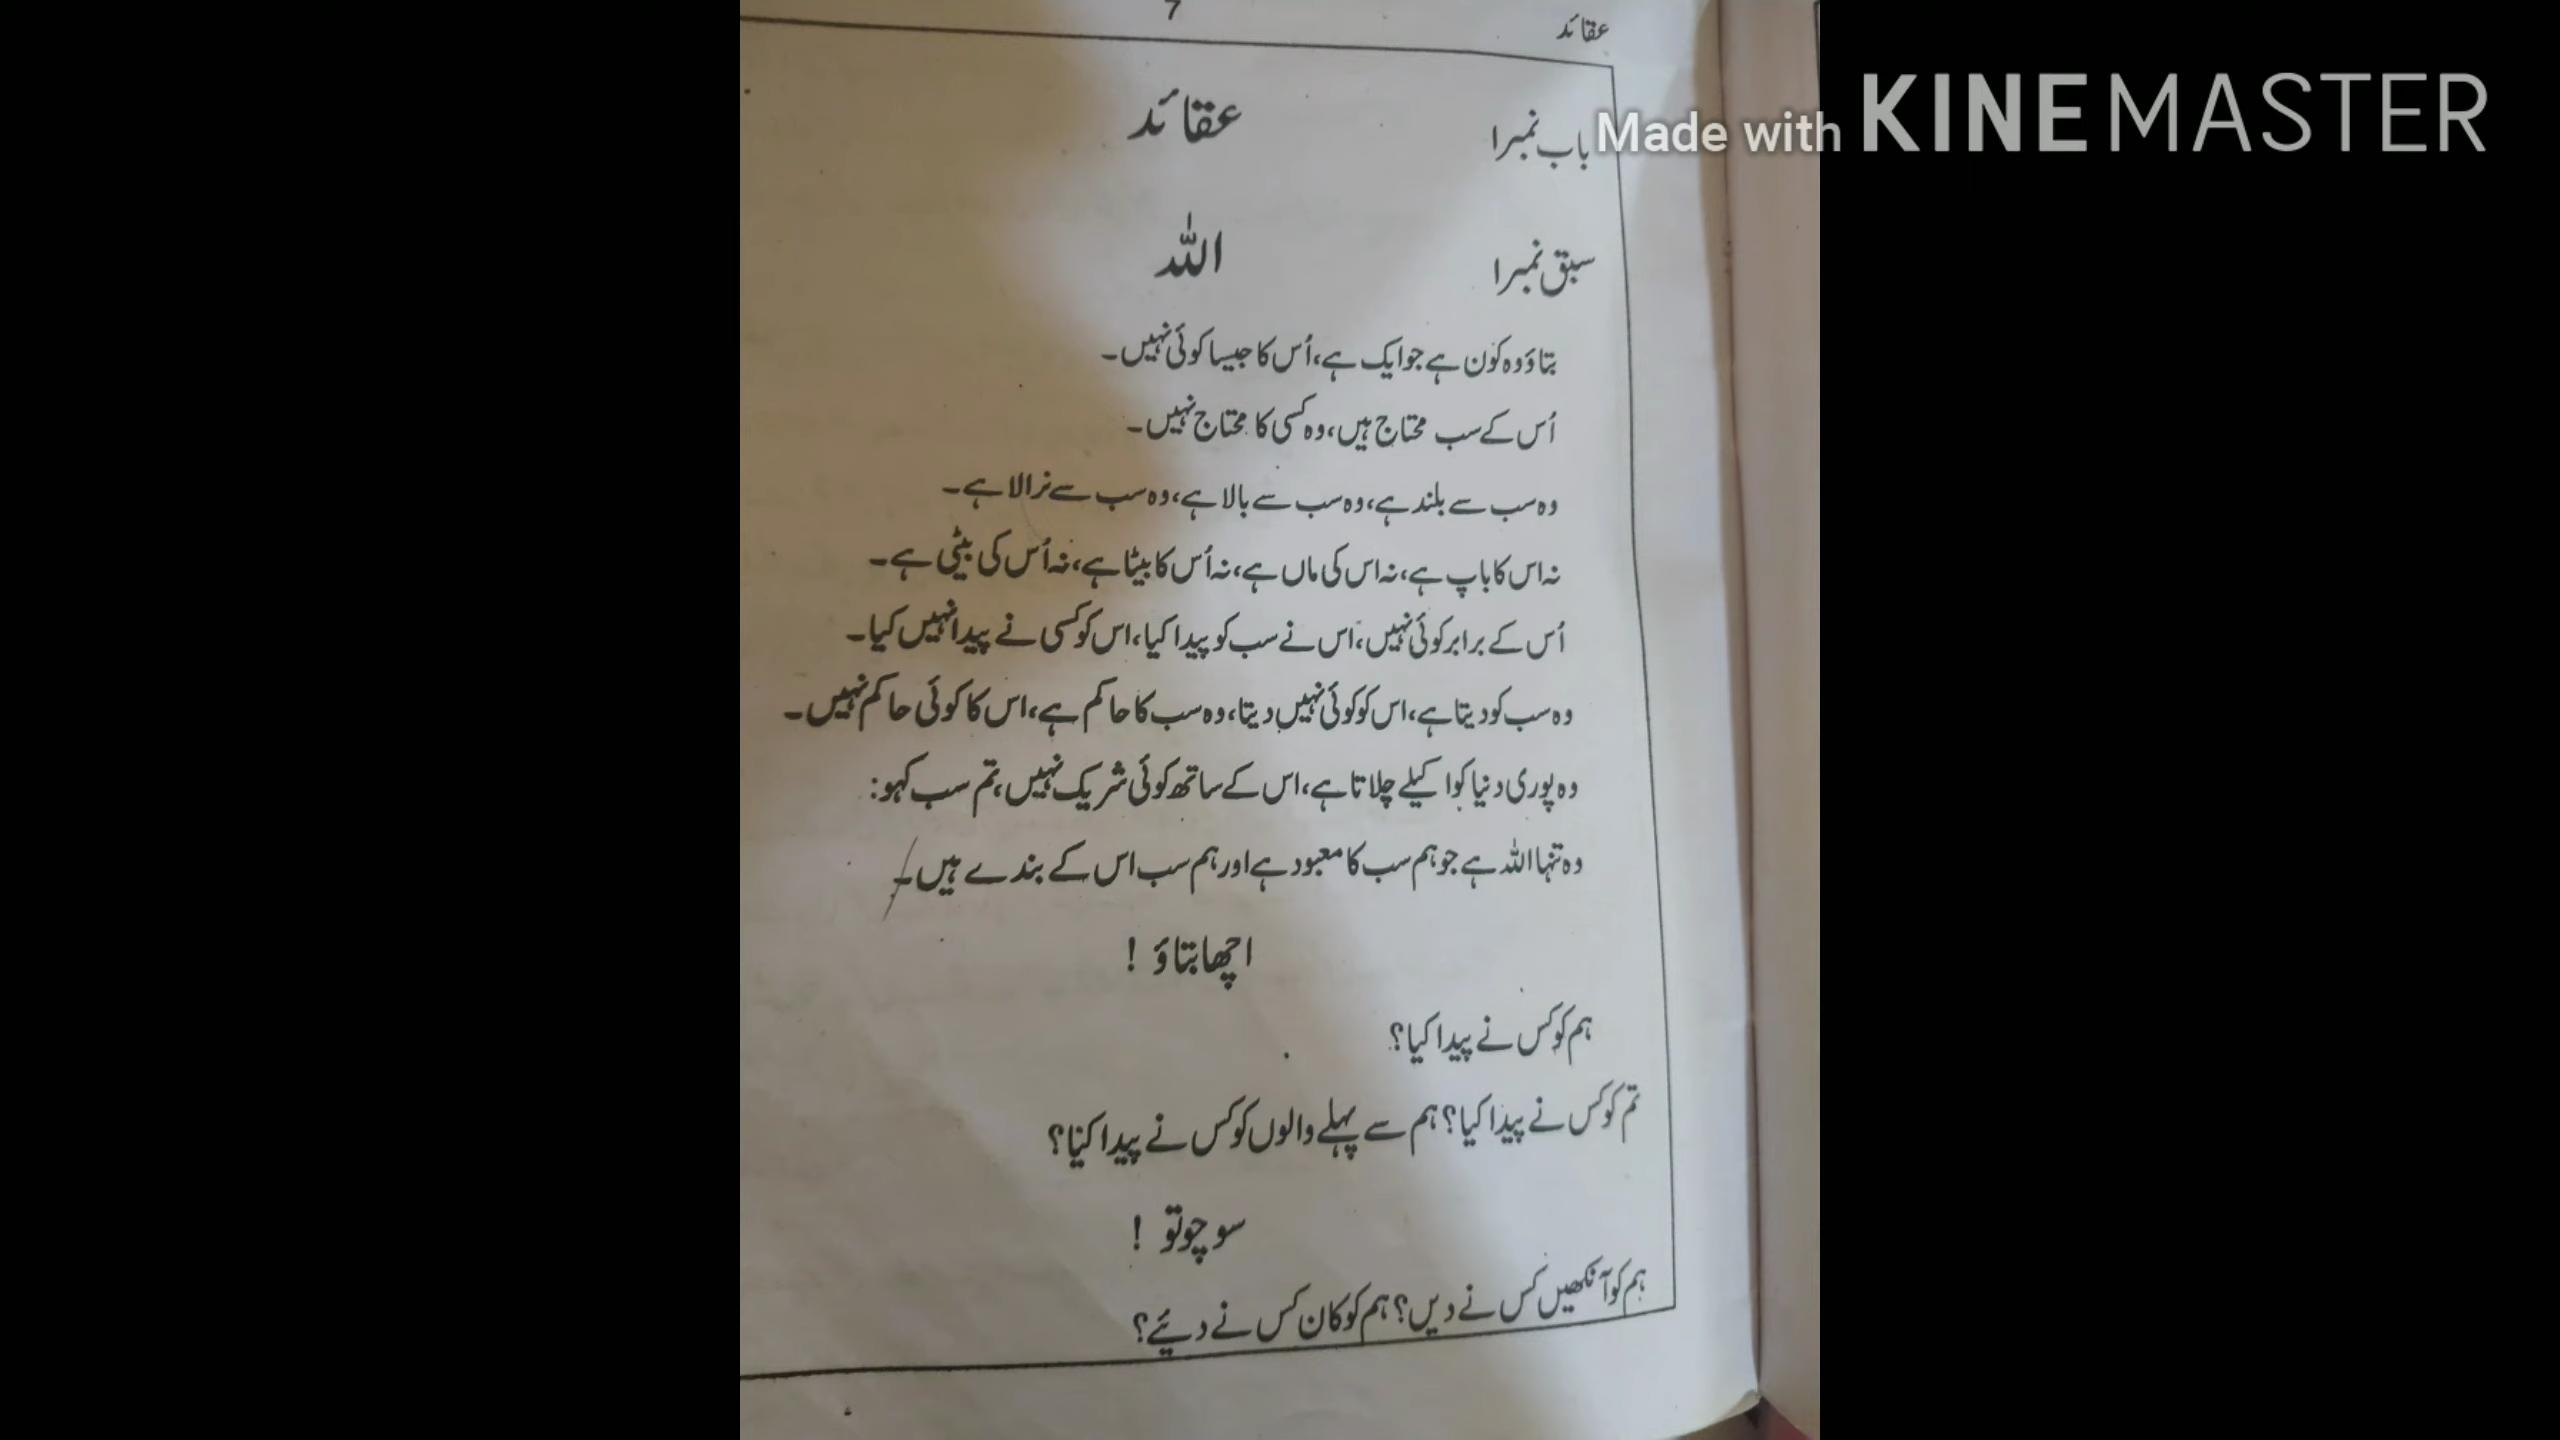 7
عقائد
Made with KINEMASTER
باب نمبر۱
عقائد
سبق نمبر۱
اللہ
بتاؤ وہ کون ہے جو ایک ہے، اُس کا جیسا کوئی نہیں۔
اُس کے سب محتاج ہیں، وہ کسی کا محتاج نہیں۔
وہ سب سے بلند ہے، وہ سب سے بالا ہے، وہ سب سے نرالا ہے۔
نہ اس کا باپ ہے، نہ اس کی ماں ہے، نہ اُس کا بیٹا ہے، نہ اُس کی بیٹی ہے۔
اُس کے برابر کوئی نہیں، اس نے سب کو پیدا کیا، اس کو کسی نے پیدا نہیں کیا۔
وہ سب کو دیتا ہے، اس کو کوئی نہیں دیتا، وہ سب کا حاکم ہے، اس کا کوئی حاکم نہیں۔
وہ پوری دنیا کو اکیلے چلاتا ہے، اس کے ساتھ کوئی شریک نہیں، تم سب کہو:
وہ تنہا اللہ ہے جو ہم سب کا معبود ہے اور ہم سب اس کے بندے ہیں۔
اچھا بتاؤ !
ہم کو کس نے پیدا کیا؟
تم کو کس نے پیدا کیا؟ ہم سے پہلے والوں کو کس نے پیدا کیا؟
سوچو تو !
ہم کو آنکھیں کس نے دیں؟ ہم کو کان کس نے دیئے؟